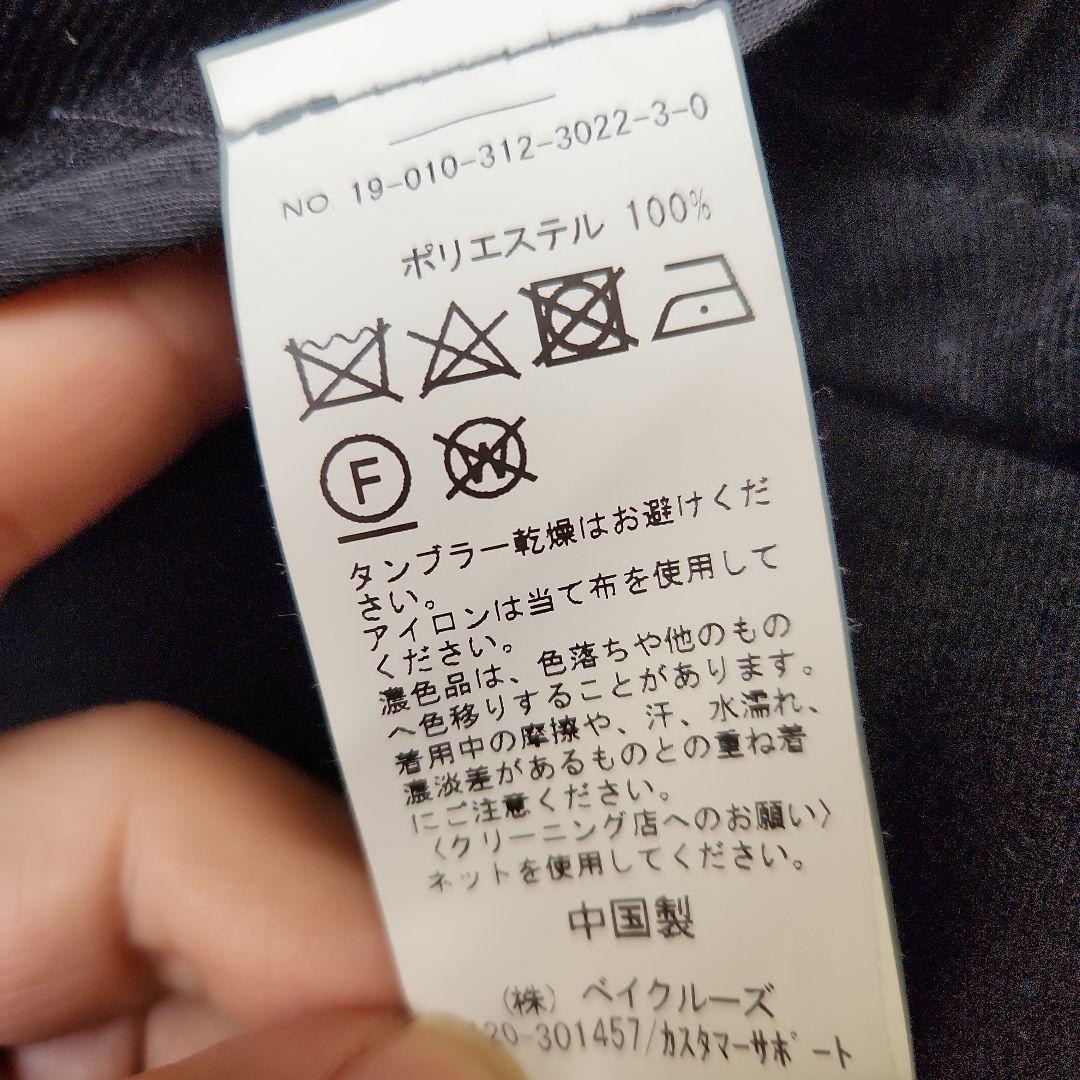 NO. 19-010-312-3022-3-0
ポリエステル 100%
F W
タンブラー乾燥はお避けくだ
さい。
アイロンは当て布を使用して
ください。
濃色品は、色落ちや他のもの
へ色移りすることがあります。
着用中の摩擦や、汗、水濡れ、
濃淡差があるものとの重ね着
にご注意ください。
〈クリーニング店へのお願い〉
ネットを使用してください。
中国製
(株) ベイクルーズ
20-301457/カスタマーサポート